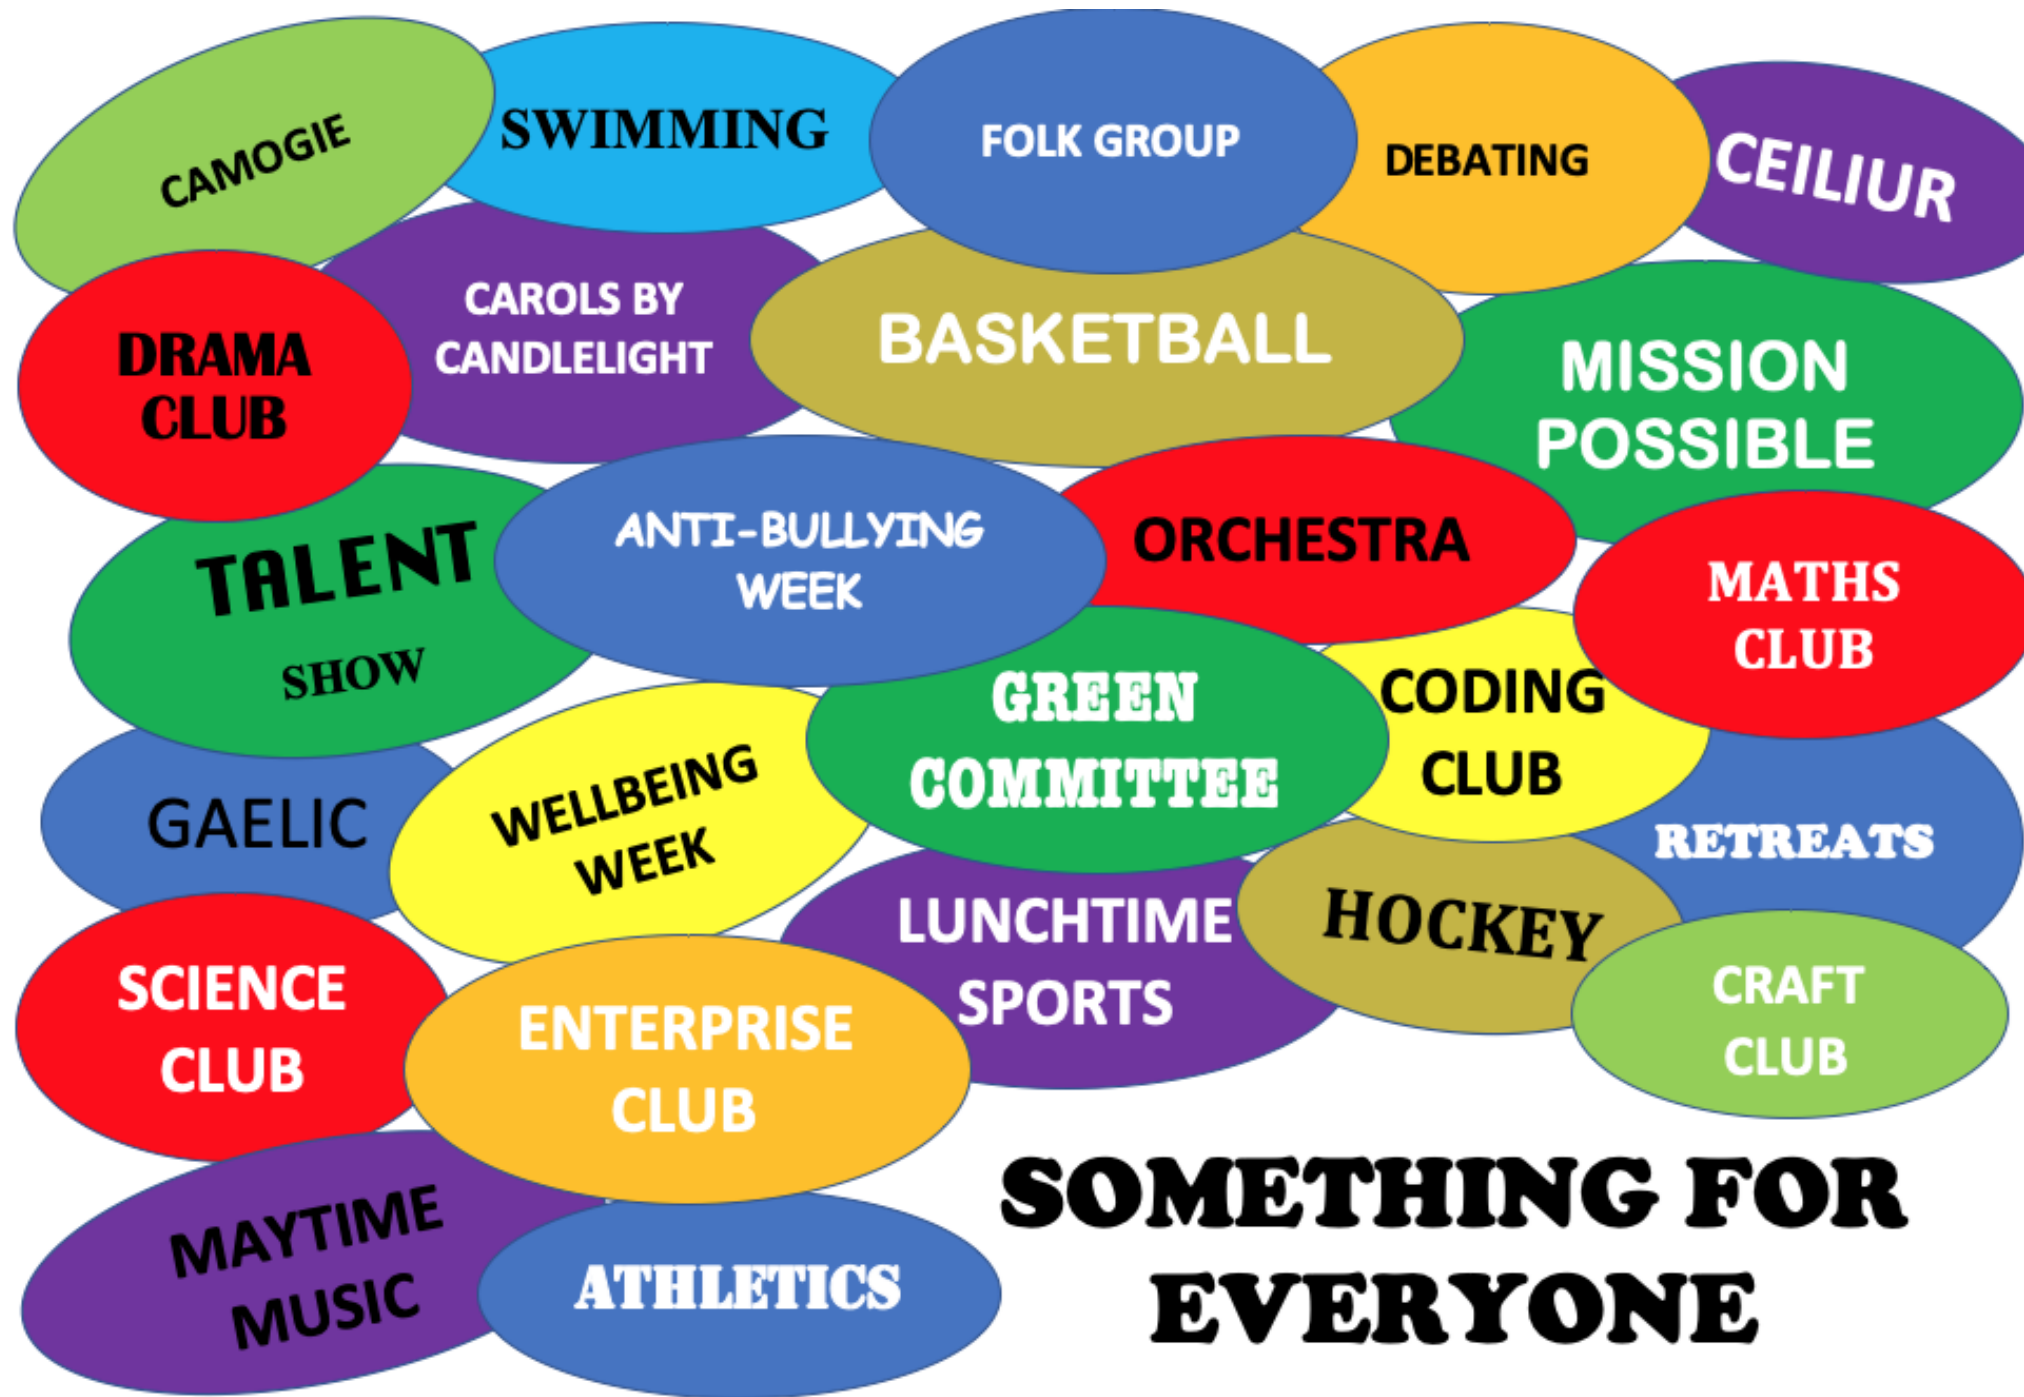 CAMOGIE
SWIMMING
FOLK GROUP
DEBATING
CEILIUR
DRAMA
CLUB
CAROLS BY
CANDLELIGHT
BASKETBALL
MISSION
POSSIBLE
TALENT
SHOW
ANTI-BULLYING
WEEK
ORCHESTRA
MATHS
CLUB
GAELIC
WELLBEING
WEEK
GREEN
COMMITTEE
CODING
CLUB
RETREATS
SCIENCE
CLUB
ENTERPRISE
CLUB
LUNCHTIME
SPORTS
HOCKEY
CRAFT
CLUB
MAYTIME
MUSIC
ATHLETICS
SOMETHING FOR
EVERYONE